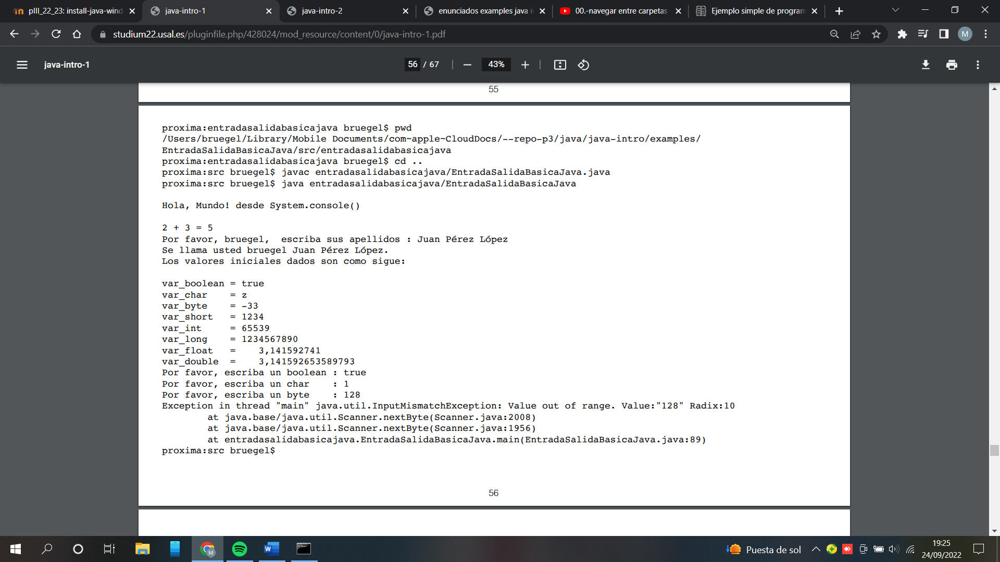 plII_22_23: install-java-wind
java-intro-1
java-intro-2
enunciados examples java i
00.-navegar entre carpetas
Ejemplo simple de program
studium22.usal.es/pluginfile.php/428024/mod_resource/content/0/java-intro-1.pdf
M
java-intro-1
56 / 67
43%
55
proxima:entradasalidabasicajava bruegel$ pwd
/Users/bruegel/Library/Mobile Documents/com~apple~CloudDocs/--repo-p3/java/java-intro/examples/
EntradaSalidaBasicaJava/src/entradasalidabasicajava
proxima:entradasalidabasicajava bruegel$ cd ..
proxima:src bruegel$ javac entradasalidabasicajava/EntradaSalidaBasicaJava.java
proxima:src bruegel$ java entradasalidabasicajava/EntradaSalidaBasicaJava
Hola, Mundo! desde System.console()
2 + 3 = 5
Por favor, bruegel,  escriba sus apellidos : Juan Pérez López
Se llama usted bruegel Juan Pérez López.
Los valores iniciales dados son como sigue:
var_boolean = true
var_char    = z
var_byte    = -33
var_short   = 1234
var_int     = 65539
var_long    = 1234567890
var_float   =    3,141592741
var_double  =    3,141592653589793
Por favor, escriba un boolean : true
Por favor, escriba un char    : 1
Por favor, escriba un byte    : 128
Exception in thread "main" java.util.InputMismatchException: Value out of range. Value:"128" Radix:10
at java.base/java.util.Scanner.nextByte(Scanner.java:2008)
at java.base/java.util.Scanner.nextByte(Scanner.java:1956)
at entradasalidabasicajava.EntradaSalidaBasicaJava.main(EntradaSalidaBasicaJava.java:89)
proxima:src bruegel$
56
Puesta de sol
19:25
24/09/2022